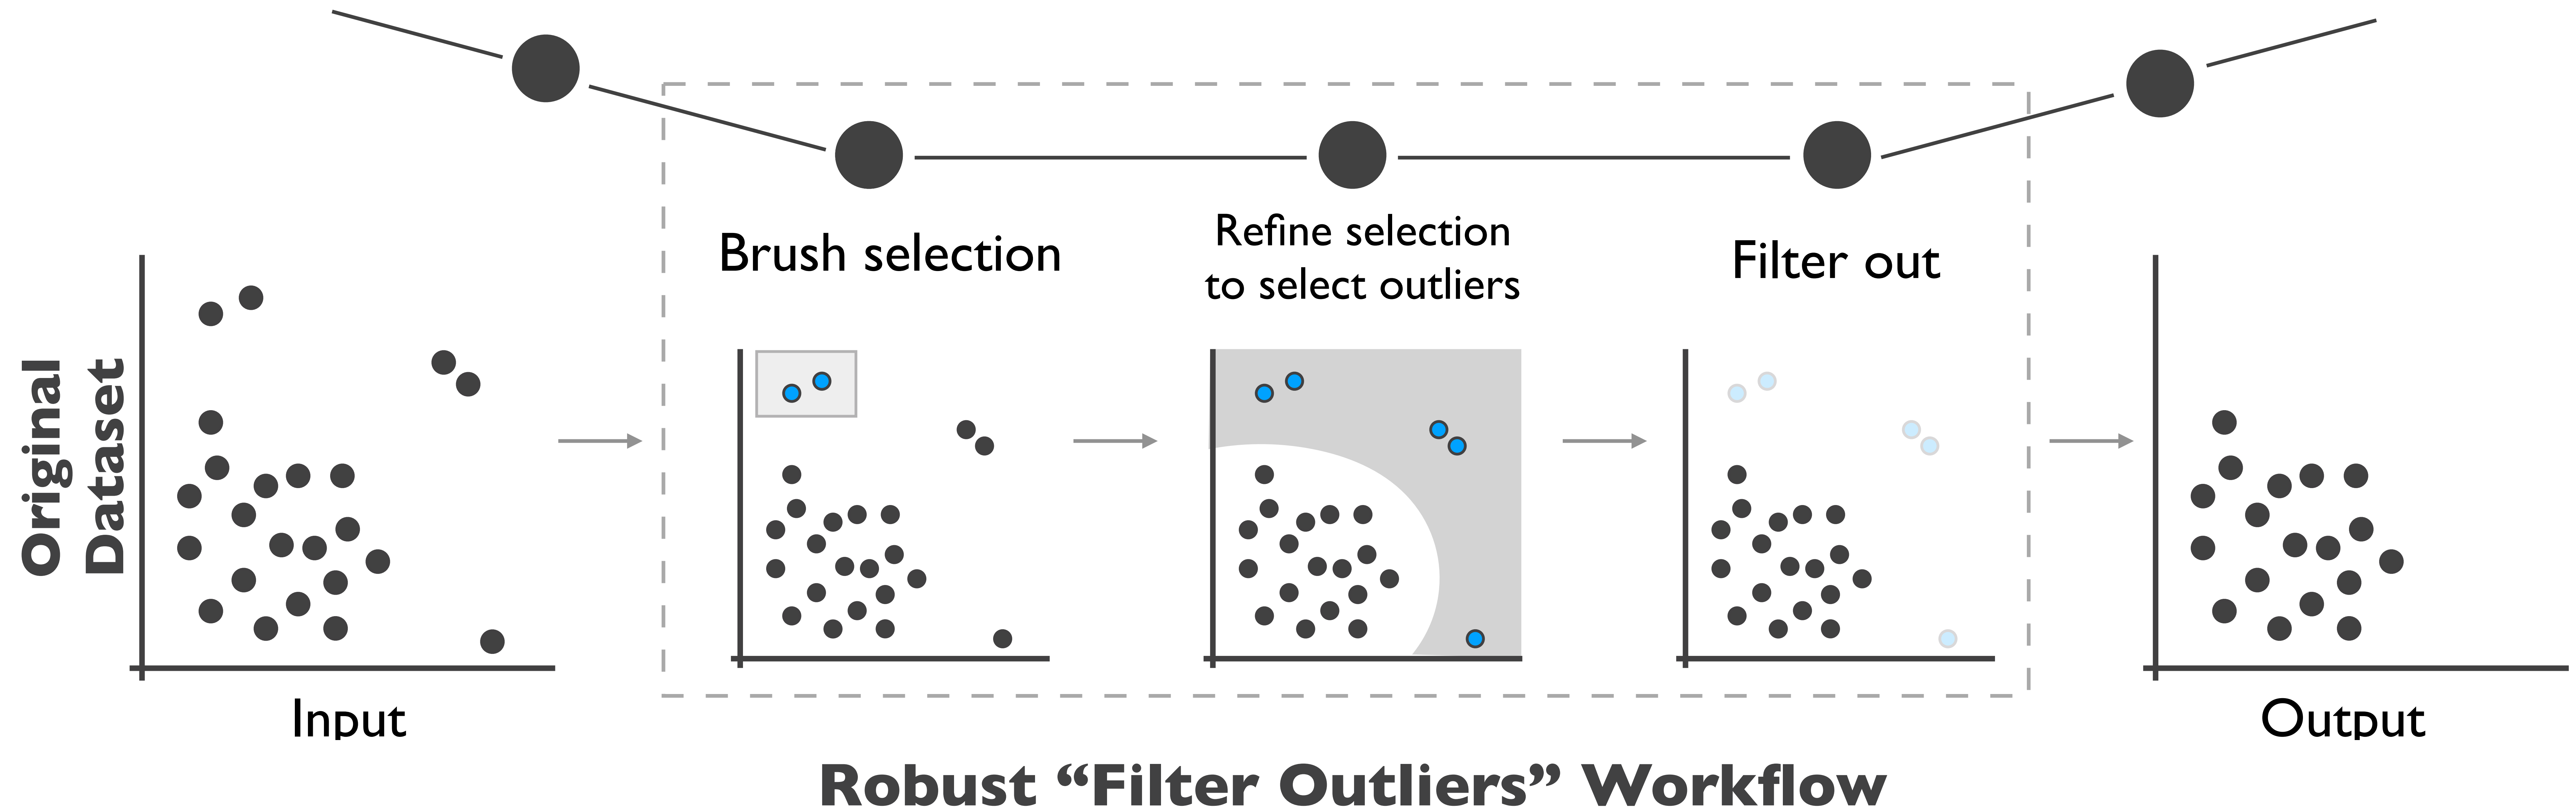 Brush selection
Refine selection
to select outliers
Filter out
Original
Dataset
Input
Output
Robust “Filter Outliers” Workflow